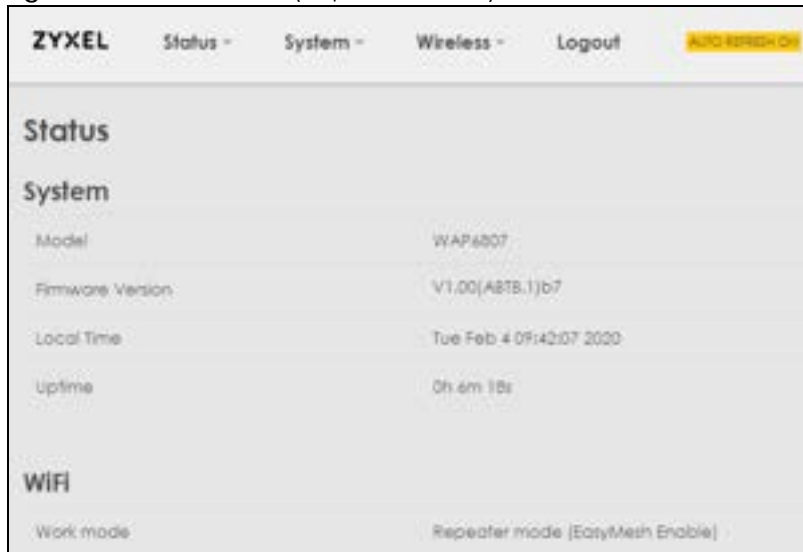 ZYXEL Status - System - Wireless - Logout AUTO REFRESH ON
Status
System
Model WAP6807
Firmware Version V1.00(ABTB.1)b7
Local Time Tue Feb 4 09:42:07 2020
Uptime 0h 6m 18s
WiFi
Work mode Repeater mode (EasyMesh Enable)